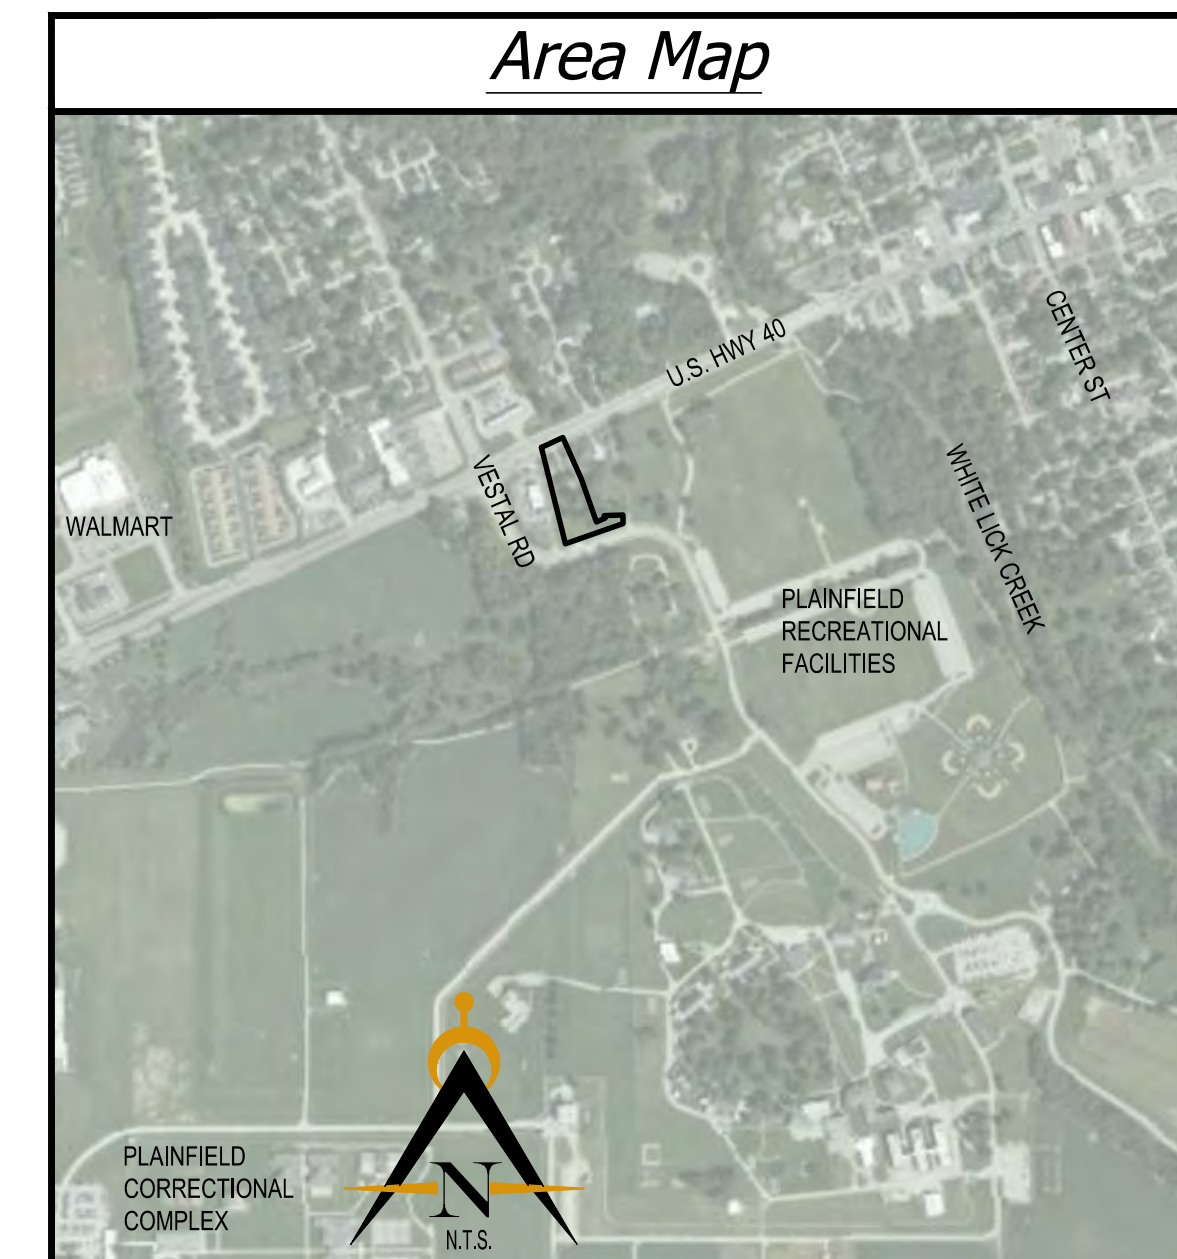 Area Map
U.S. HWY 40
CENTER ST
VESTAL RD
WALMART
WHITE LICK CREEK
PLAINFIELD
RECREATIONAL
FACILITIES
PLAINFIELD
CORRECTIONAL
COMPLEX
N
N.T.S.